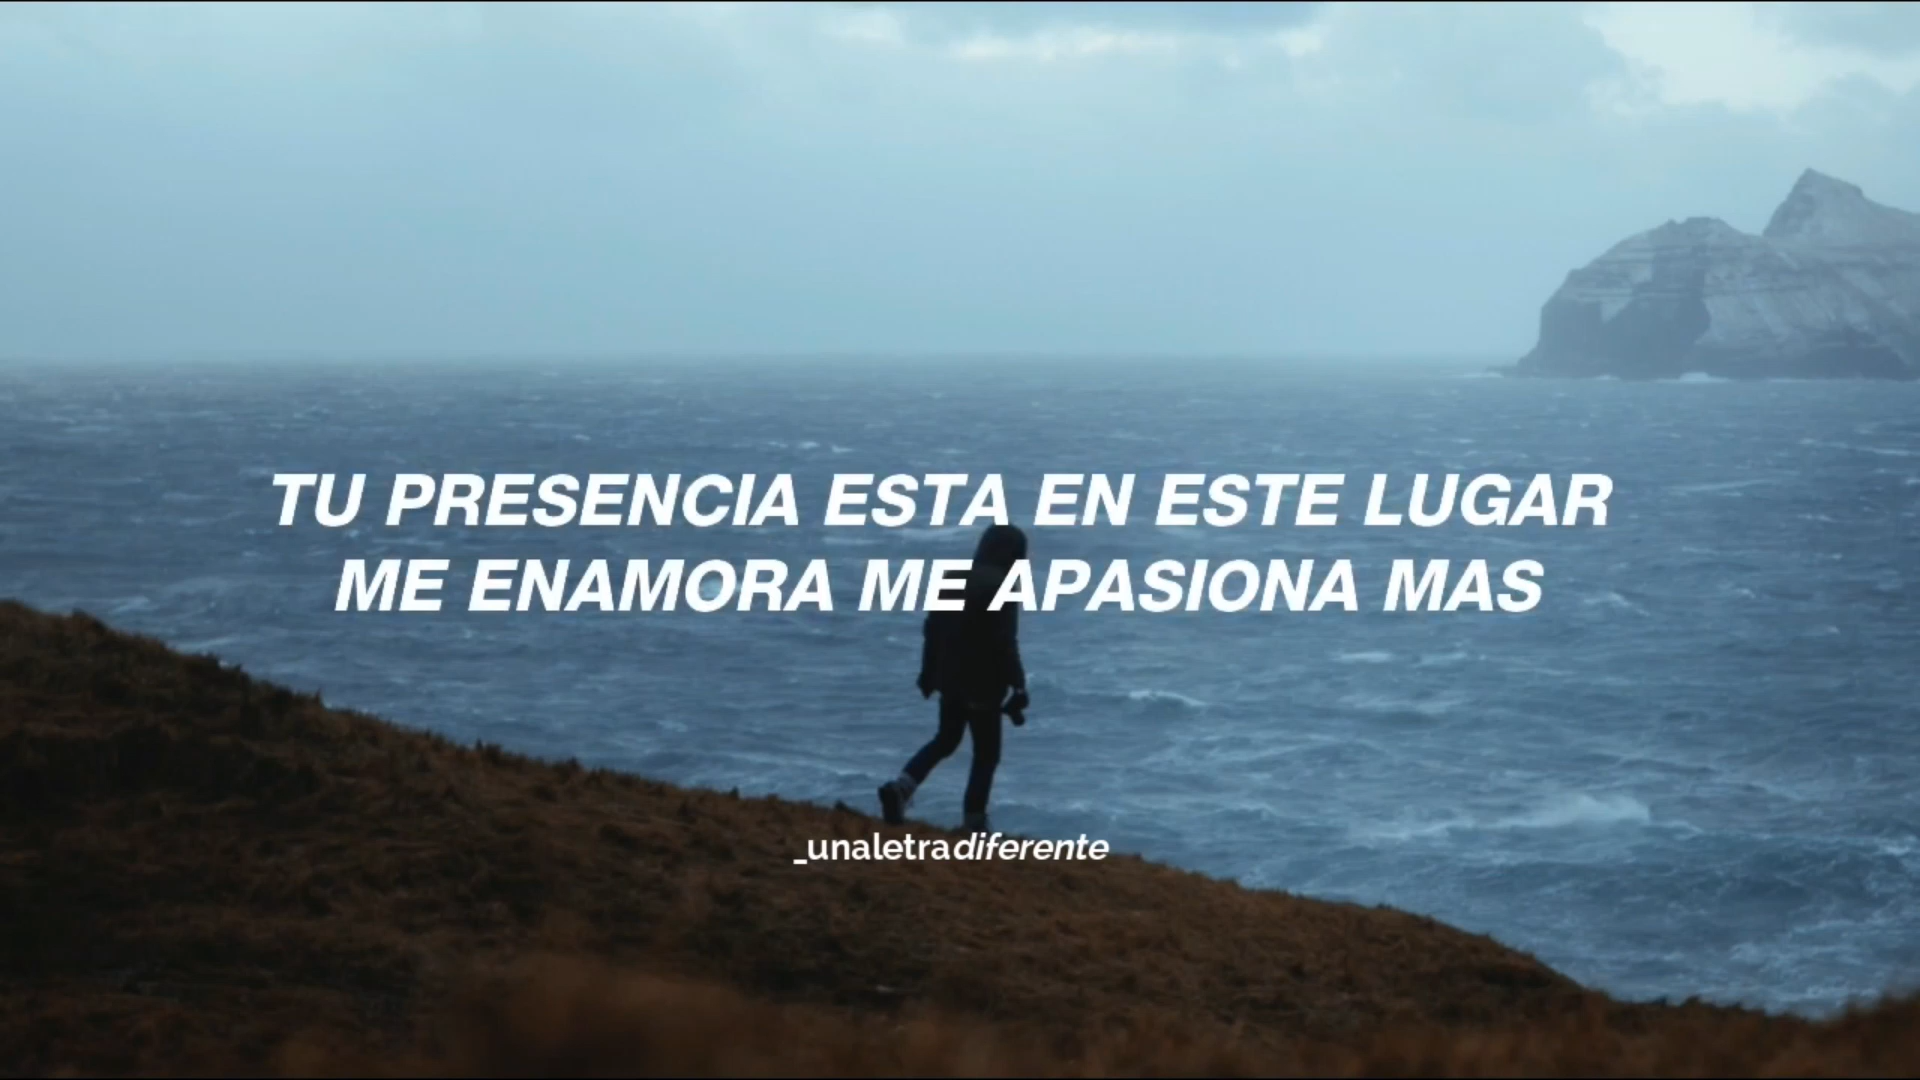 TU PRESENCIA ESTA EN ESTE LUGAR
ME ENAMORA ME APASIONA MAS
_unaletradiferente